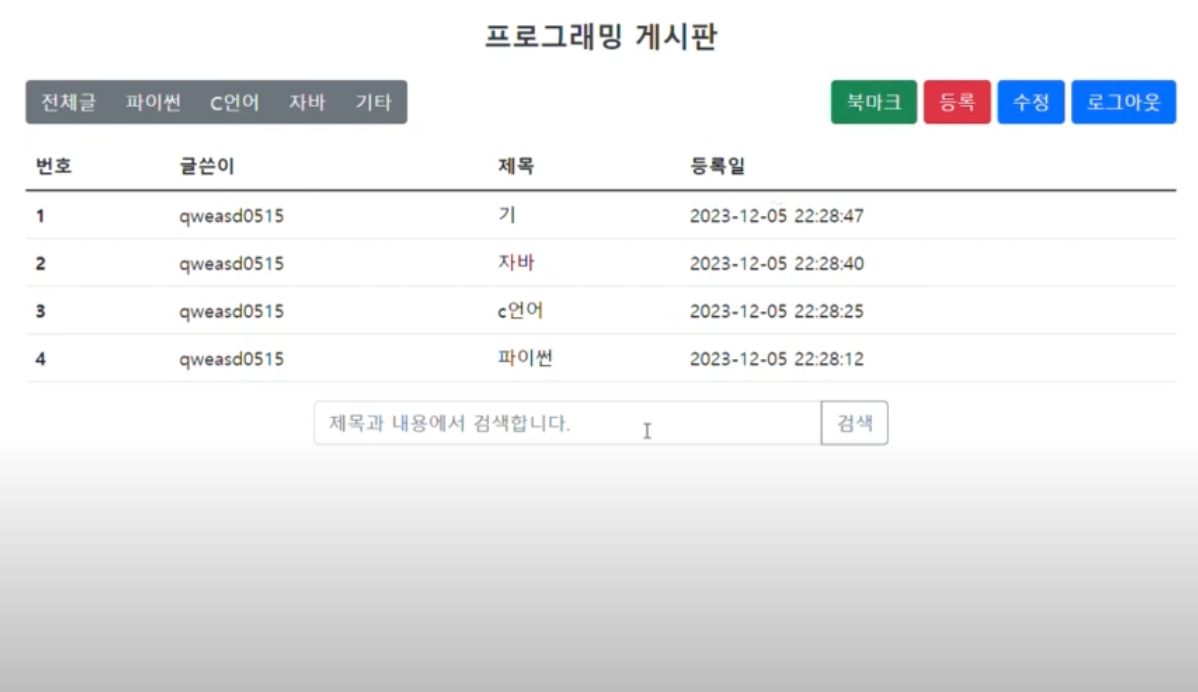 프로그래밍 게시판
전체글 파이썬 C언어 자바 기타 북마크 등록 수정 로그아웃
번호 글쓴이 제목 등록일
1 qweasd0515 기 2023-12-05 22:28:47
2 qweasd0515 자바 2023-12-05 22:28:40
3 qweasd0515 c언어 2023-12-05 22:28:25
4 qweasd0515 파이썬 2023-12-05 22:28:12
제목과 내용에서 검색합니다. 검색